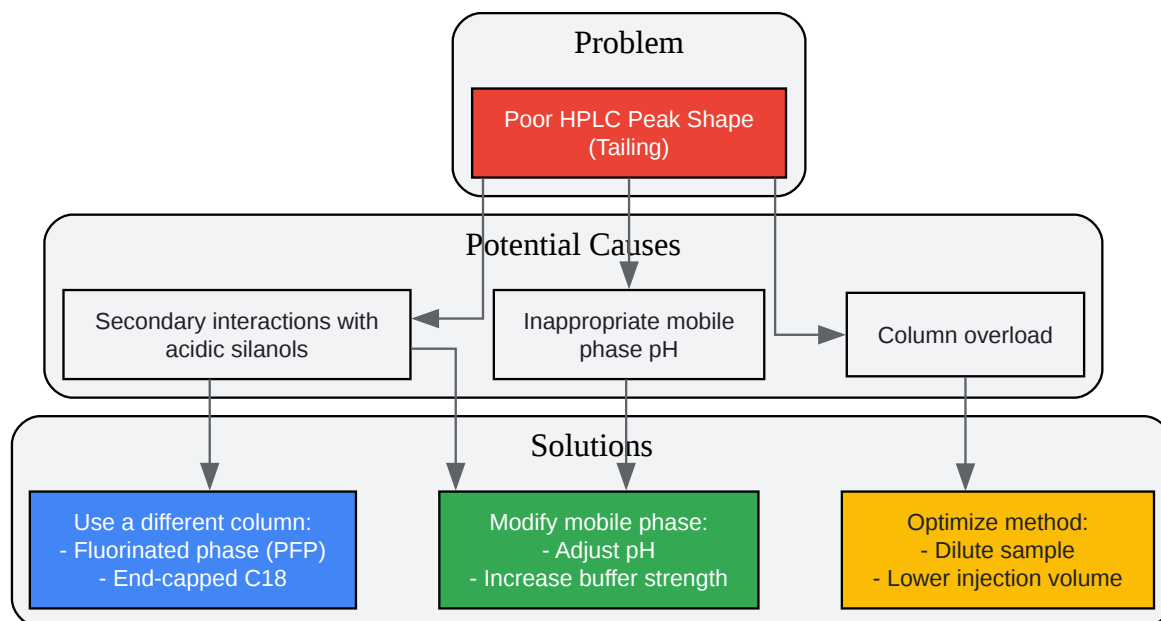 Problem
Poor HPLC Peak Shape
(Tailing)
Potential Causes
Secondary interactions with
acidic silanols
Inappropriate mobile
phase pH
Column overload
Solutions
Use a different column:
- Fluorinated phase (PFP)
- End-capped C18
Modify mobile phase:
- Adjust pH
- Increase buffer strength
Optimize method:
- Dilute sample
- Lower injection volume